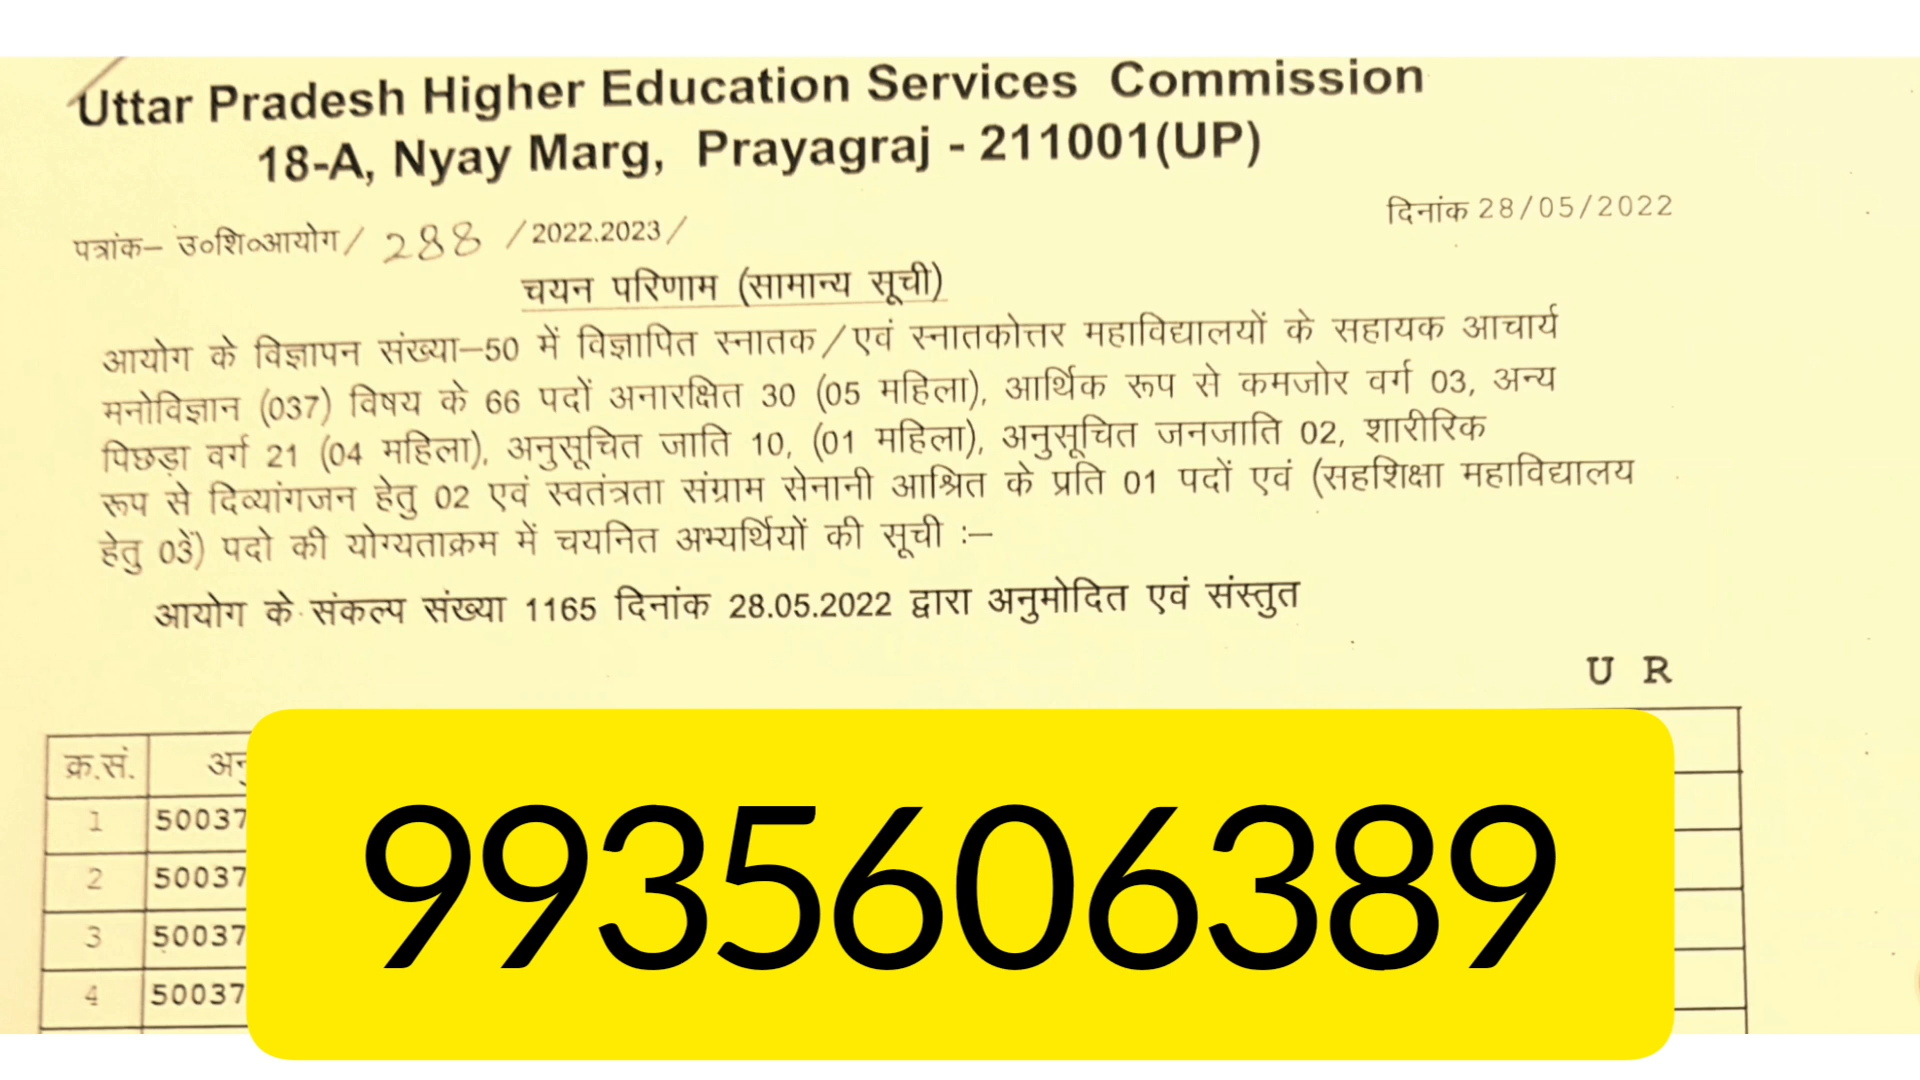 Uttar Pradesh Higher Education Services Commission
18-A, Nyay Marg, Prayagraj - 211001(UP)
दिनांक 28/05/2022
पत्रांक– उ०शि०आयोग/ 288 /2022.2023/
चयन परिणाम (सामान्य सूची)
आयोग के विज्ञापन संख्या–50 में विज्ञापित स्नातक/एवं स्नातकोत्तर महाविद्यालयों के सहायक आचार्य
मनोविज्ञान (037) विषय के 66 पदों अनारक्षित 30 (05 महिला), आर्थिक रूप से कमजोर वर्ग 03, अन्य
पिछड़ा वर्ग 21 (04 महिला), अनुसूचित जाति 10, (01 महिला), अनुसूचित जनजाति 02, शारीरिक
रूप से दिव्यांगजन हेतु 02 एवं स्वतंत्रता संग्राम सेनानी आश्रित के प्रति 01 पदों एवं (सहशिक्षा महाविद्यालय
हेतु 03) पदो की योग्यताक्रम में चयनित अभ्यर्थियों की सूची :–
आयोग के संकल्प संख्या 1165 दिनांक 28.05.2022 द्वारा अनुमोदित एवं संस्तुत
U R
क्र.सं.
1 50037
2 50037
3 50037
4 50037
9935606389